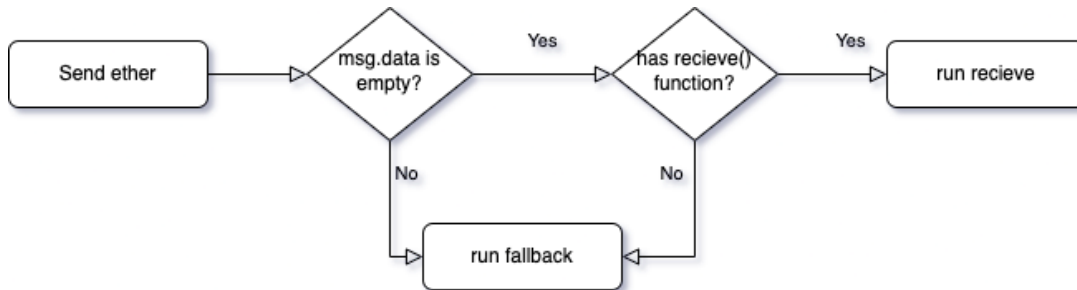 Send ether
msg.data is
empty?
Yes
has recieve()
function?
Yes
run recieve
No
No
run fallback